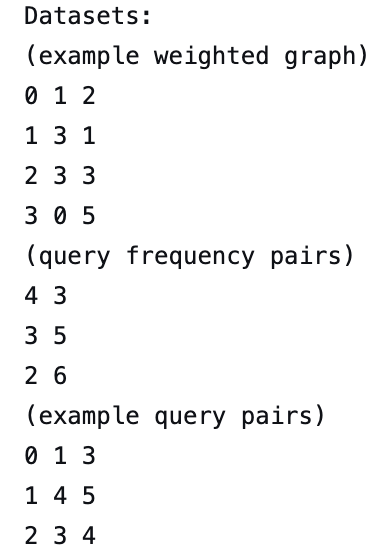 Datasets:
(example weighted graph)
0 1 2
1 3 1
2 3 3
3 0 5
(query frequency pairs)
4 3
3 5
2 6
(example query pairs)
0 1 3
1 4 5
2 3 4